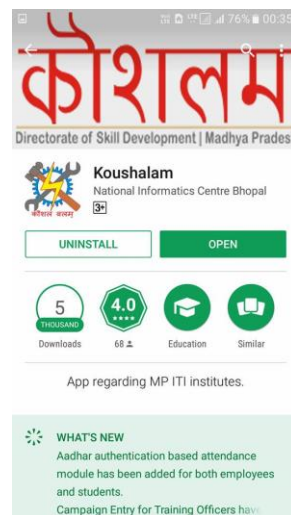 76% 00:35
कौशलम
Directorate of Skill Development | Madhya Prades
Koushalam
National Informatics Centre Bhopal
3+
कौशलं बलम्
UNINSTALL
OPEN
5
THOUSAND
4.0
Downloads
68
Education
Similar
App regarding MP ITI institutes.
WHAT'S NEW
Aadhar authentication based attendance
module has been added for both employees
and students.
Campaign Entry for Training Officers have